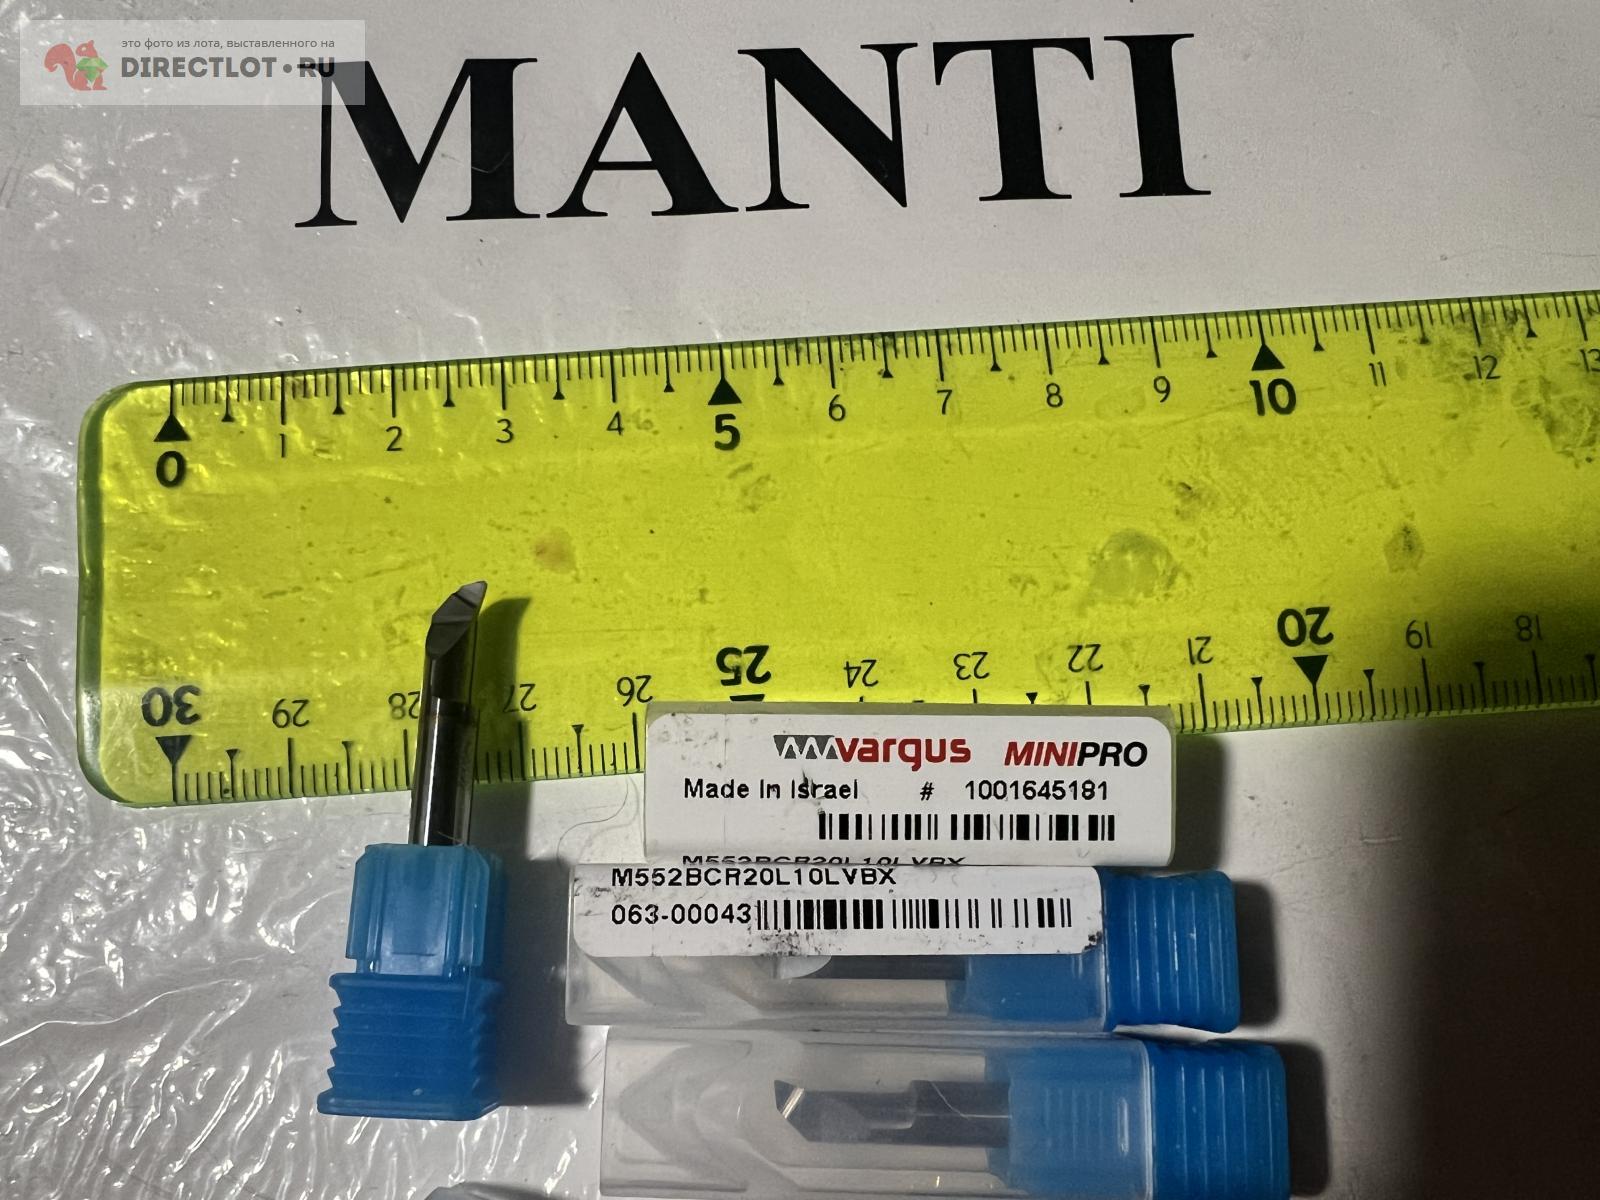 это фото из лота, выставленного на
DIRECTLOT•RU
MANTI
0 1 2 3 4 5 6 7 8 9 10 11 12 13
30 29 28 27 26 25 24 23 22 21 20 19 18
vargus MINIPRO
Made In Israel # 1001645181
M552BCR20L10LVBX
M552BCR20L10LVBX
063-00043